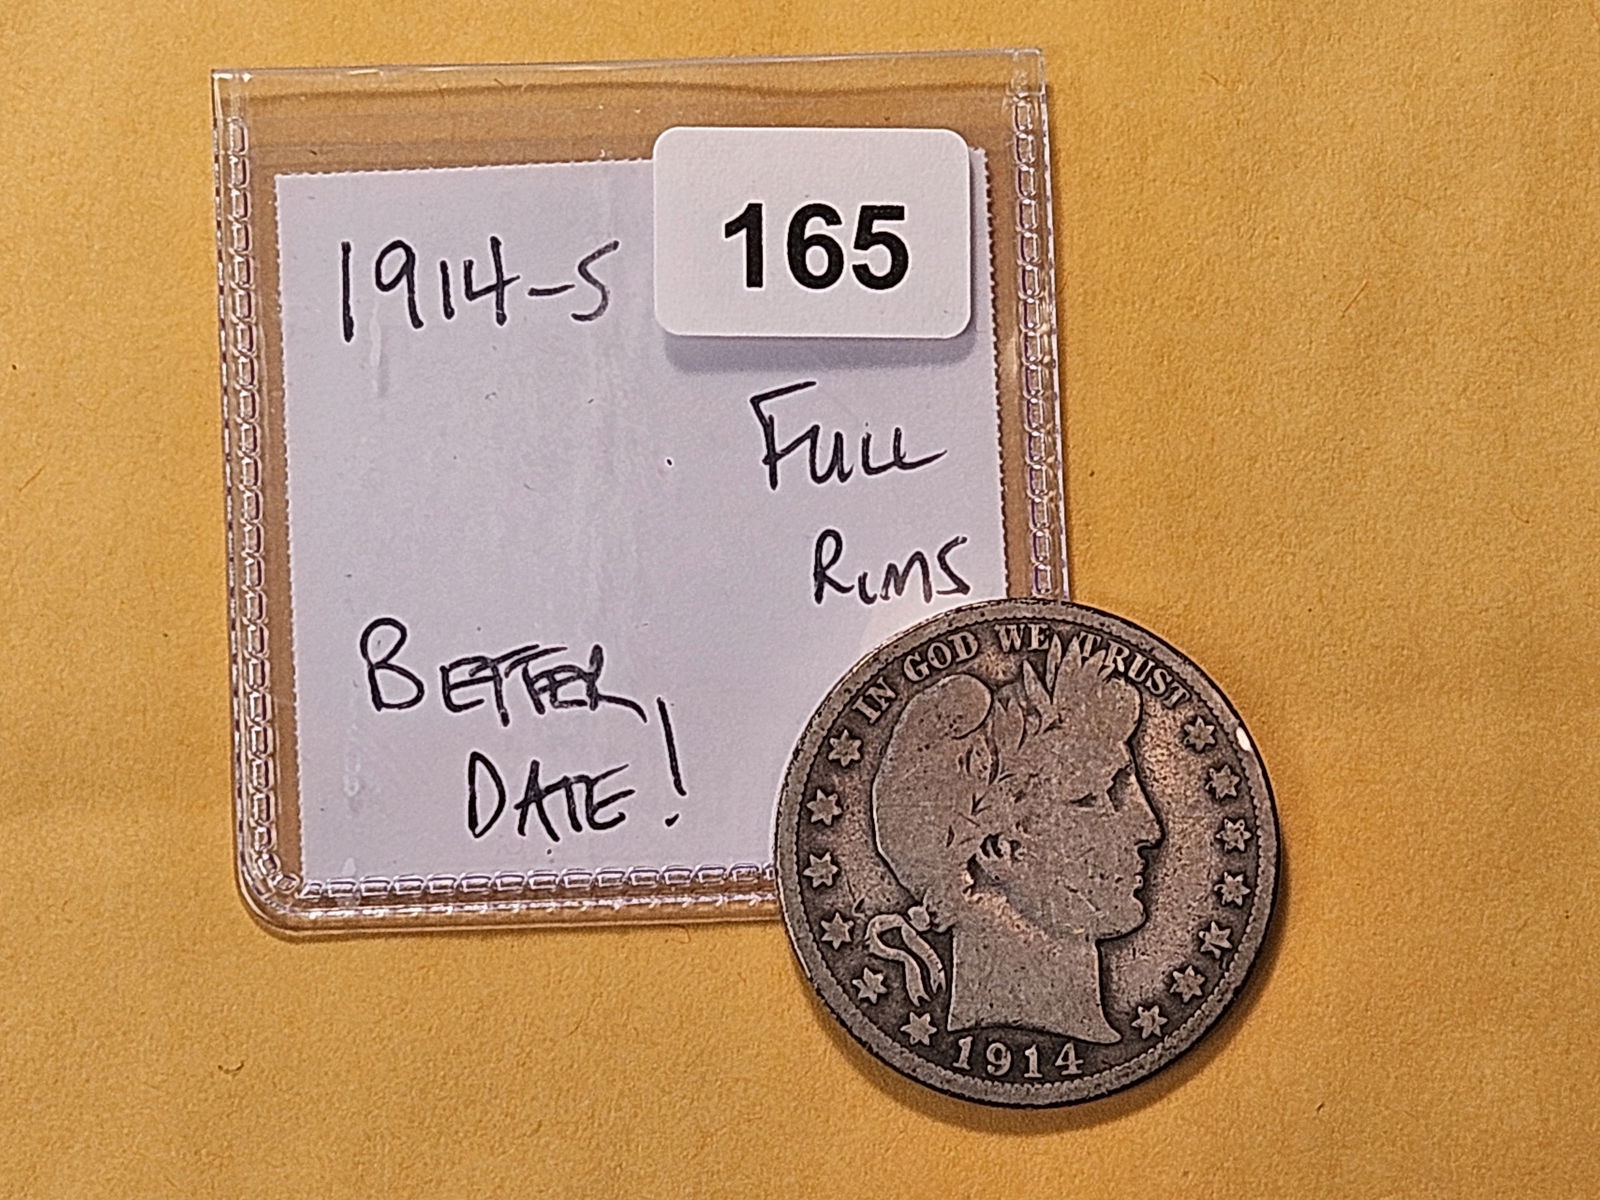 1914-S
165
FULL
RIMS
BETTER
DATE!
IN GOD WE TRUST
1914